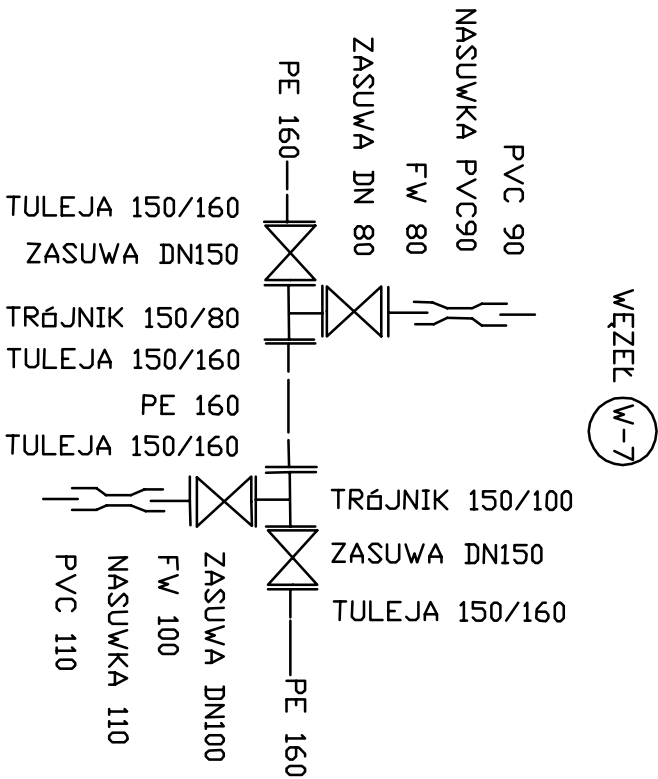 WĘZEŁ W-7
PE 160
ZASUWA DN 80
FW 80
NASUWKA PVC90
PVC 90
TULEJA 150/160
ZASUWA DN150
TRóJNIK 150/80
TULEJA 150/160
PE 160
TULEJA 150/160
TRóJNIK 150/100
ZASUWA DN150
TULEJA 150/160
ZASUWA DN100
FW 100
NASUWKA 110
PVC 110
PE 160